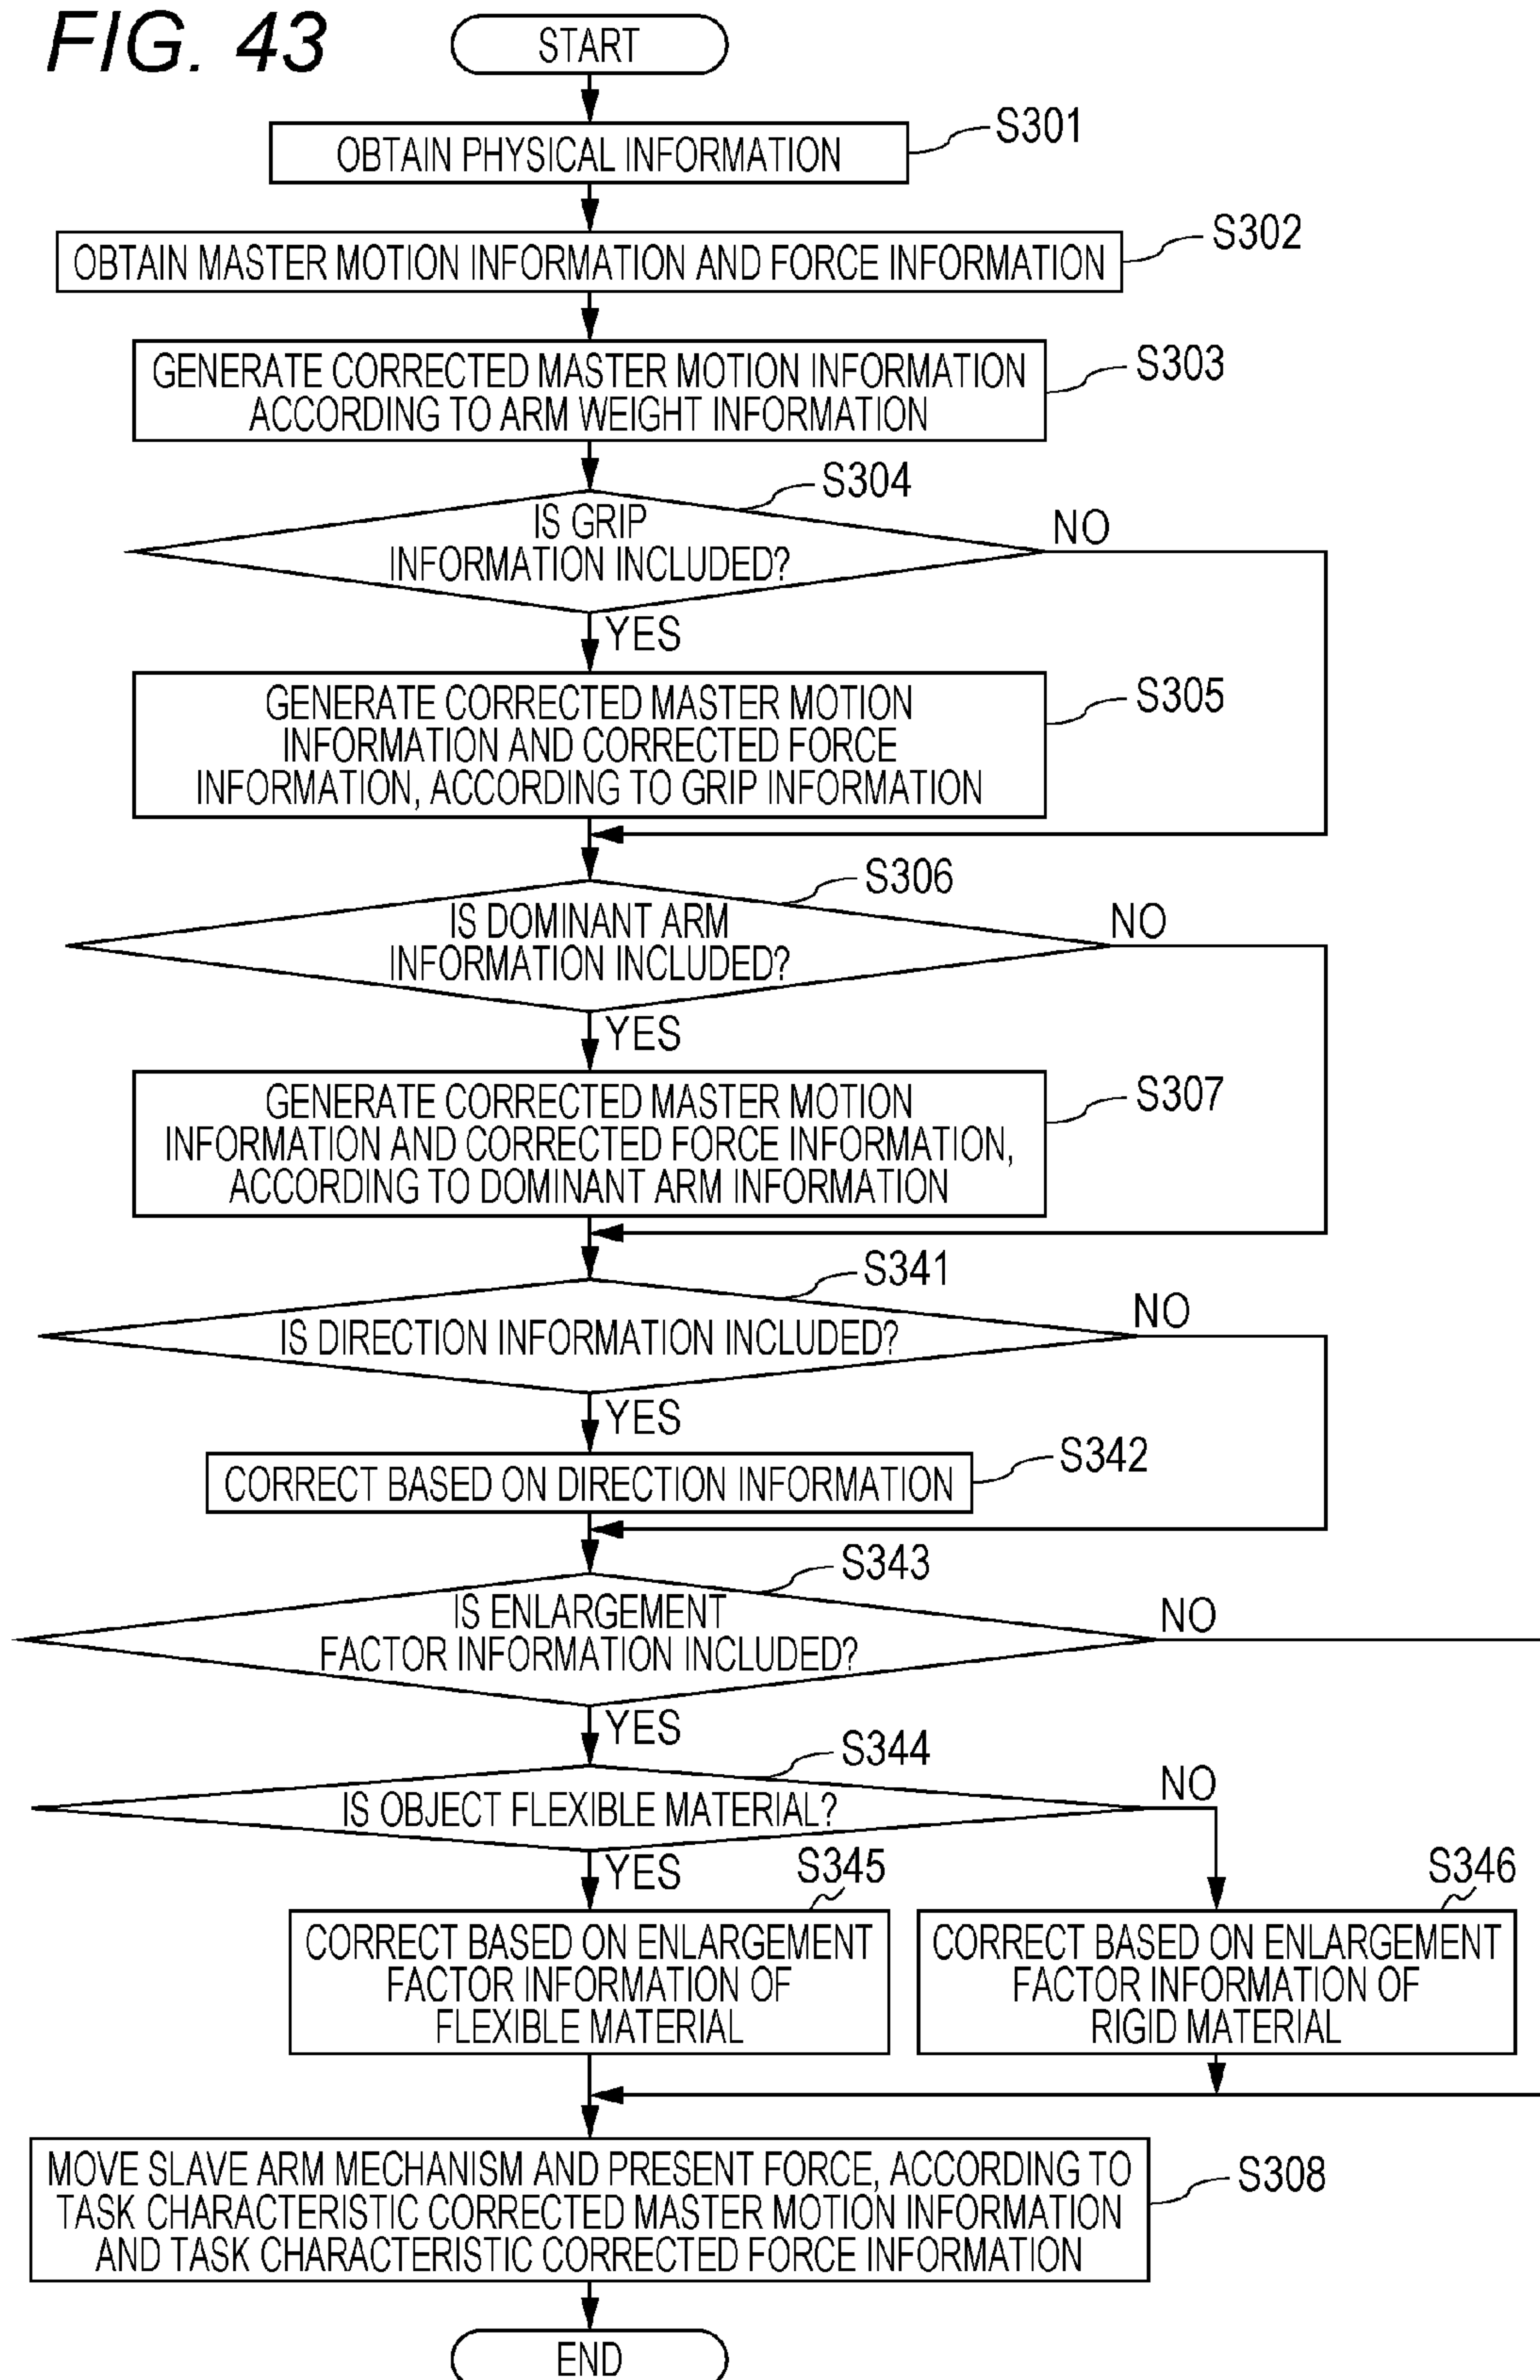 FIG. 43
START
S301
OBTAIN PHYSICAL INFORMATION
S302
OBTAIN MASTER MOTION INFORMATION AND FORCE INFORMATION
S303
GENERATE CORRECTED MASTER MOTION INFORMATION
ACCORDING TO ARM WEIGHT INFORMATION
S304
IS GRIP
INFORMATION INCLUDED?
NO
YES
S305
GENERATE CORRECTED MASTER MOTION
INFORMATION AND CORRECTED FORCE
INFORMATION, ACCORDING TO GRIP INFORMATION
S306
IS DOMINANT ARM
INFORMATION INCLUDED?
NO
YES
S307
GENERATE CORRECTED MASTER MOTION
INFORMATION AND CORRECTED FORCE INFORMATION,
ACCORDING TO DOMINANT ARM INFORMATION
S341
IS DIRECTION INFORMATION INCLUDED?
NO
YES
S342
CORRECT BASED ON DIRECTION INFORMATION
S343
IS ENLARGEMENT
FACTOR INFORMATION INCLUDED?
NO
YES
S344
IS OBJECT FLEXIBLE MATERIAL?
NO
YES
S345
CORRECT BASED ON ENLARGEMENT
FACTOR INFORMATION OF
FLEXIBLE MATERIAL
S346
CORRECT BASED ON ENLARGEMENT
FACTOR INFORMATION OF
RIGID MATERIAL
MOVE SLAVE ARM MECHANISM AND PRESENT FORCE, ACCORDING TO
TASK CHARACTERISTIC CORRECTED MASTER MOTION INFORMATION
AND TASK CHARACTERISTIC CORRECTED FORCE INFORMATION
S308
END